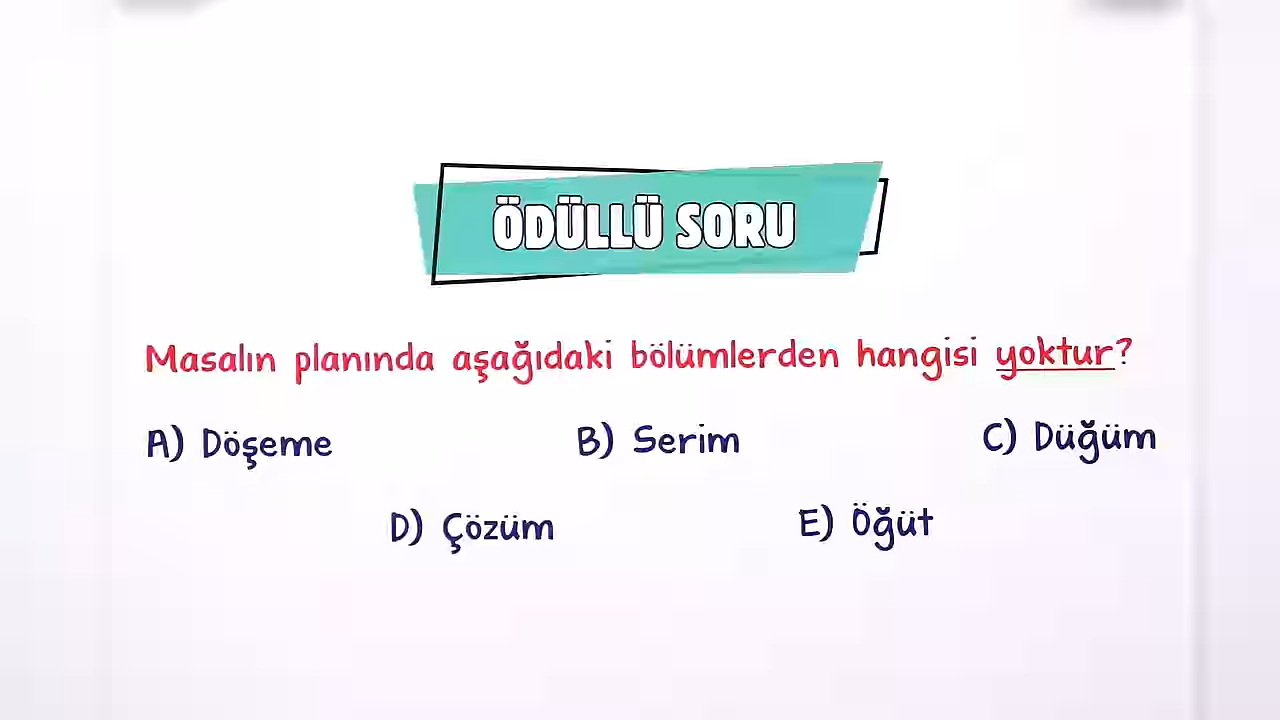 ÖDÜLLÜ SORU
Masalın planında aşağıdaki bölümlerden hangisi yoktur?
A) Döşeme B) Serim C) Düğüm
D) Çözüm E) Öğüt